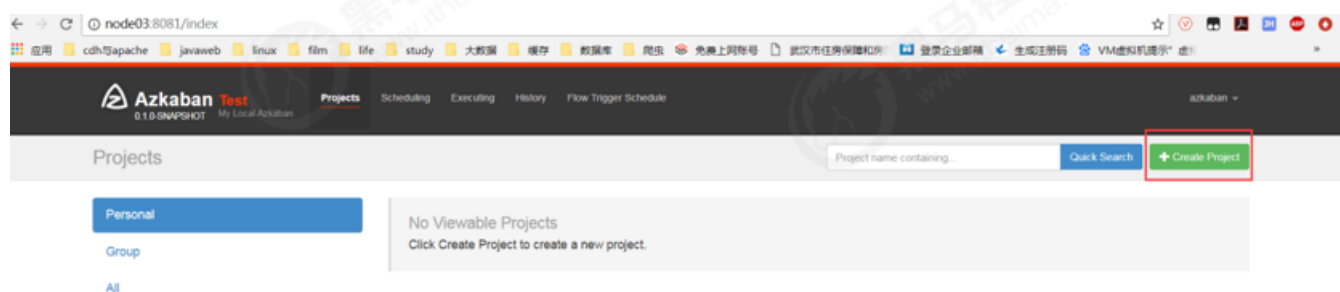 node03:8081/index
应用 cdh与apache javaweb linux film life study 大数据 缓存 数据库 爬虫 免费上网账号 武汉市住房保障和房 登录企业邮箱 生成注册码 VM虚拟机提示" 虚
Azkaban Test Projects Scheduling Executing History Flow Trigger Schedule azkaban
0.1.0-SNAPSHOT My Local Azkaban
Projects Project name containing... Quick Search Create Project
Personal
No Viewable Projects
Click Create Project to create a new project.
Group
All